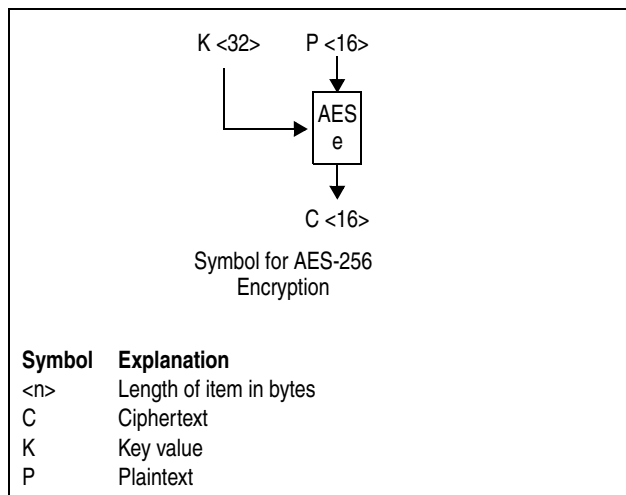 K <32> P <16>
AES
e
C <16>
Symbol for AES-256
Encryption
Symbol Explanation
<n> Length of item in bytes
C Ciphertext
K Key value
P Plaintext